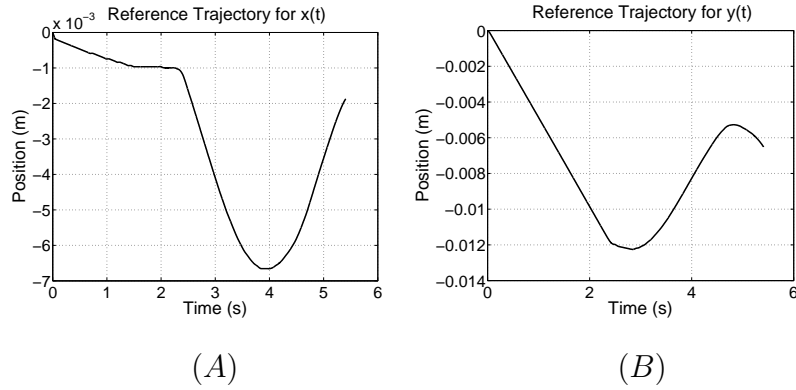 Reference Trajectory for x(t)
x 10⁻³
0
−1
−2
−3
−4
−5
−6
−7
Position (m)
0 1 2 3 4 5 6
Time (s)
(A)
Reference Trajectory for y(t)
0
−0.002
−0.004
−0.006
−0.008
−0.01
−0.012
−0.014
Position (m)
0 2 4 6
Time (s)
(B)